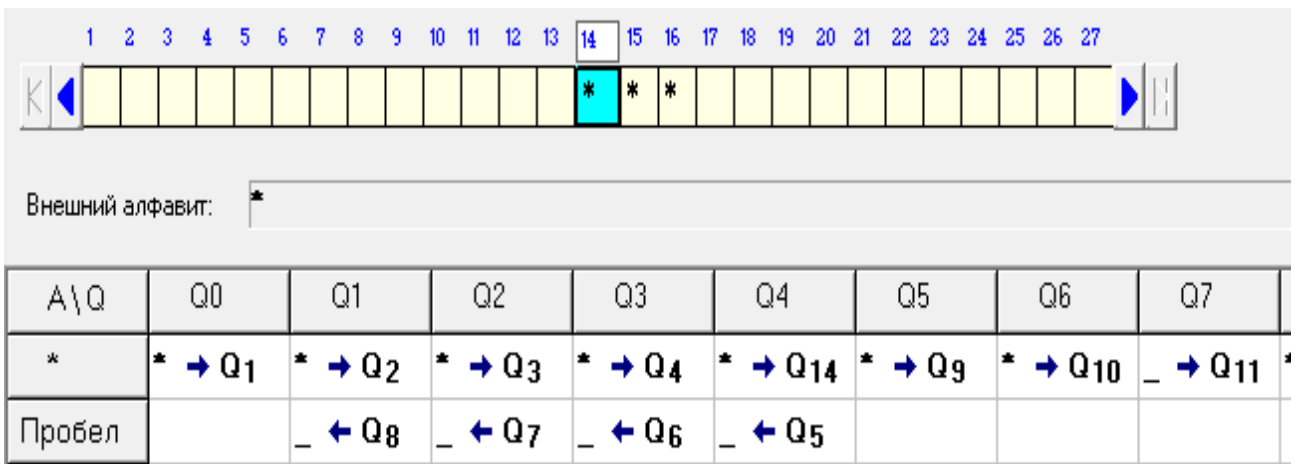 1 2 3 4 5 6 7 8 9 10 11 12 13 14 15 16 17 18 19 20 21 22 23 24 25 26 27
* * *
Внешний алфавит: *
A\Q Q0 Q1 Q2 Q3 Q4 Q5 Q6 Q7
* * → Q1 * → Q2 * → Q3 * → Q4 * → Q14 * → Q9 * → Q10 _ → Q11 *
Пробел _ ← Q8 _ ← Q7 _ ← Q6 _ ← Q5